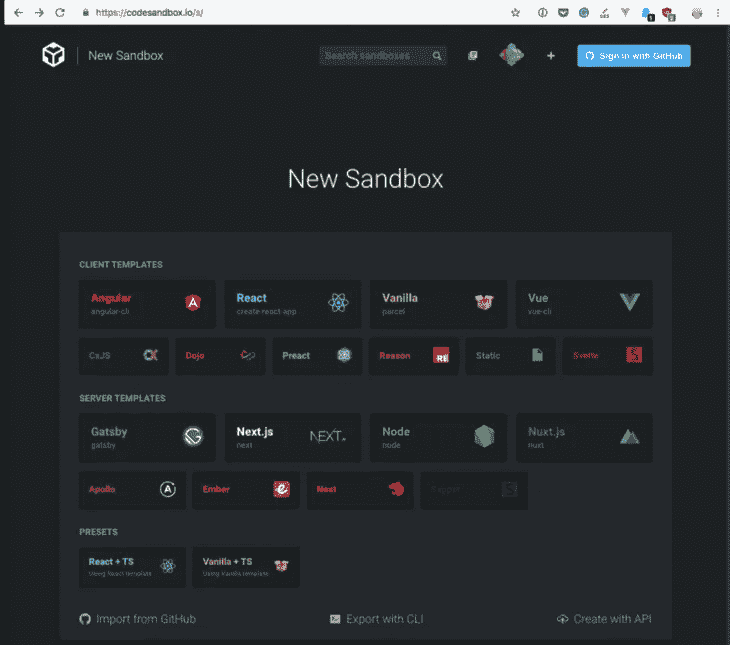 https://codesandbox.io/s/
New Sandbox
Search sandboxes
Sign in with GitHub
New Sandbox
CLIENT TEMPLATES
Angular
angular-cli
React
create-react-app
Vanilla
parcel
Vue
vue-cli
CxJS
Dojo
Preact
Reason
RE
Static
Svelte
SERVER TEMPLATES
Gatsby
gatsby
Next.js
next
NEXT.
Node
node
Nuxt.js
nuxt
Apollo
Ember
Nest
Sapper
PRESETS
React + TS
Using React template
Vanilla + TS
Using Vanilla template
Import from GitHub
Export with CLI
Create with API